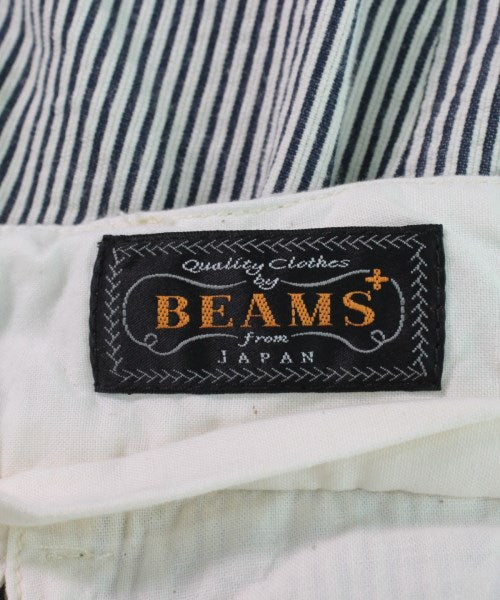 Quality Clothes
by
BEAMS+
from
JAPAN